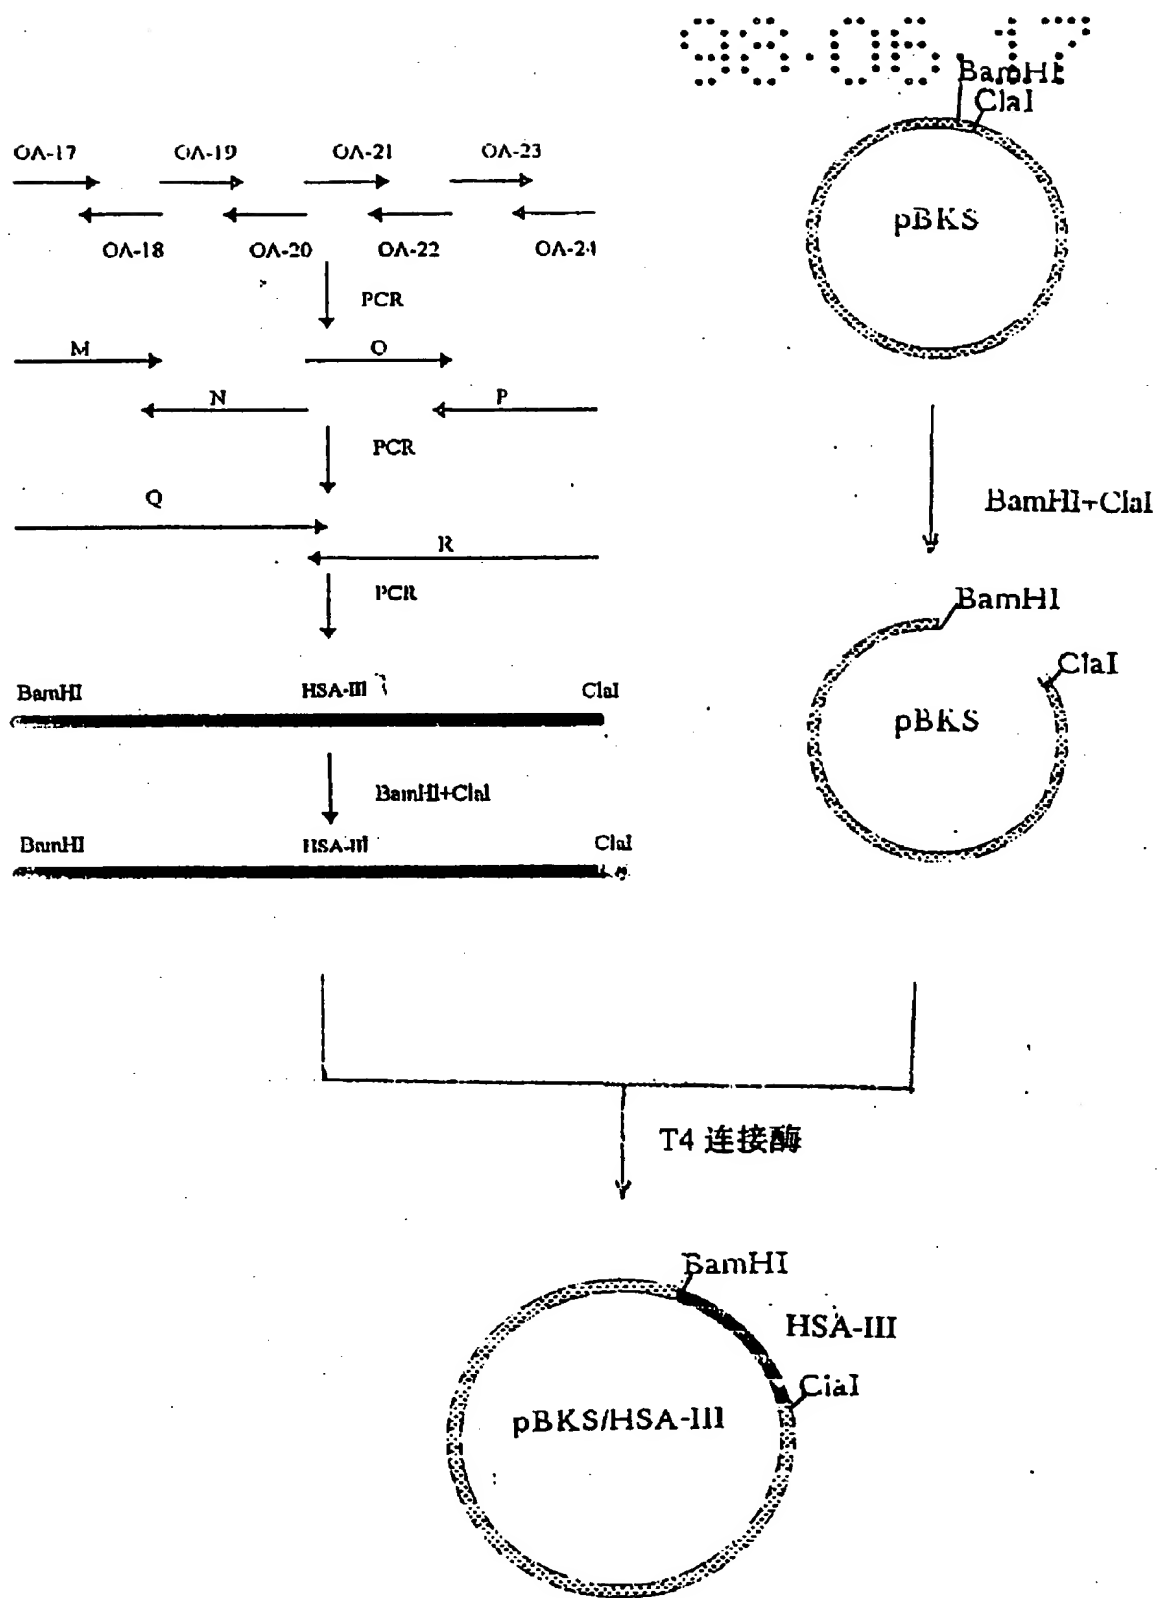 98·06·17
BamHI
ClaI
pBKS
OA-17 OA-19 OA-21 OA-23
OA-18 OA-20 OA-22 OA-24
PCR
M O
N P
PCR
Q
R
PCR
BamHI HSA-III ClaI
BamHI+ClaI
BamHI HSA-III ClaI
BamHI+ClaI
BamHI
ClaI
pBKS
T4 连接酶
BamHI
HSA-III
ClaI
pBKS/HSA-III